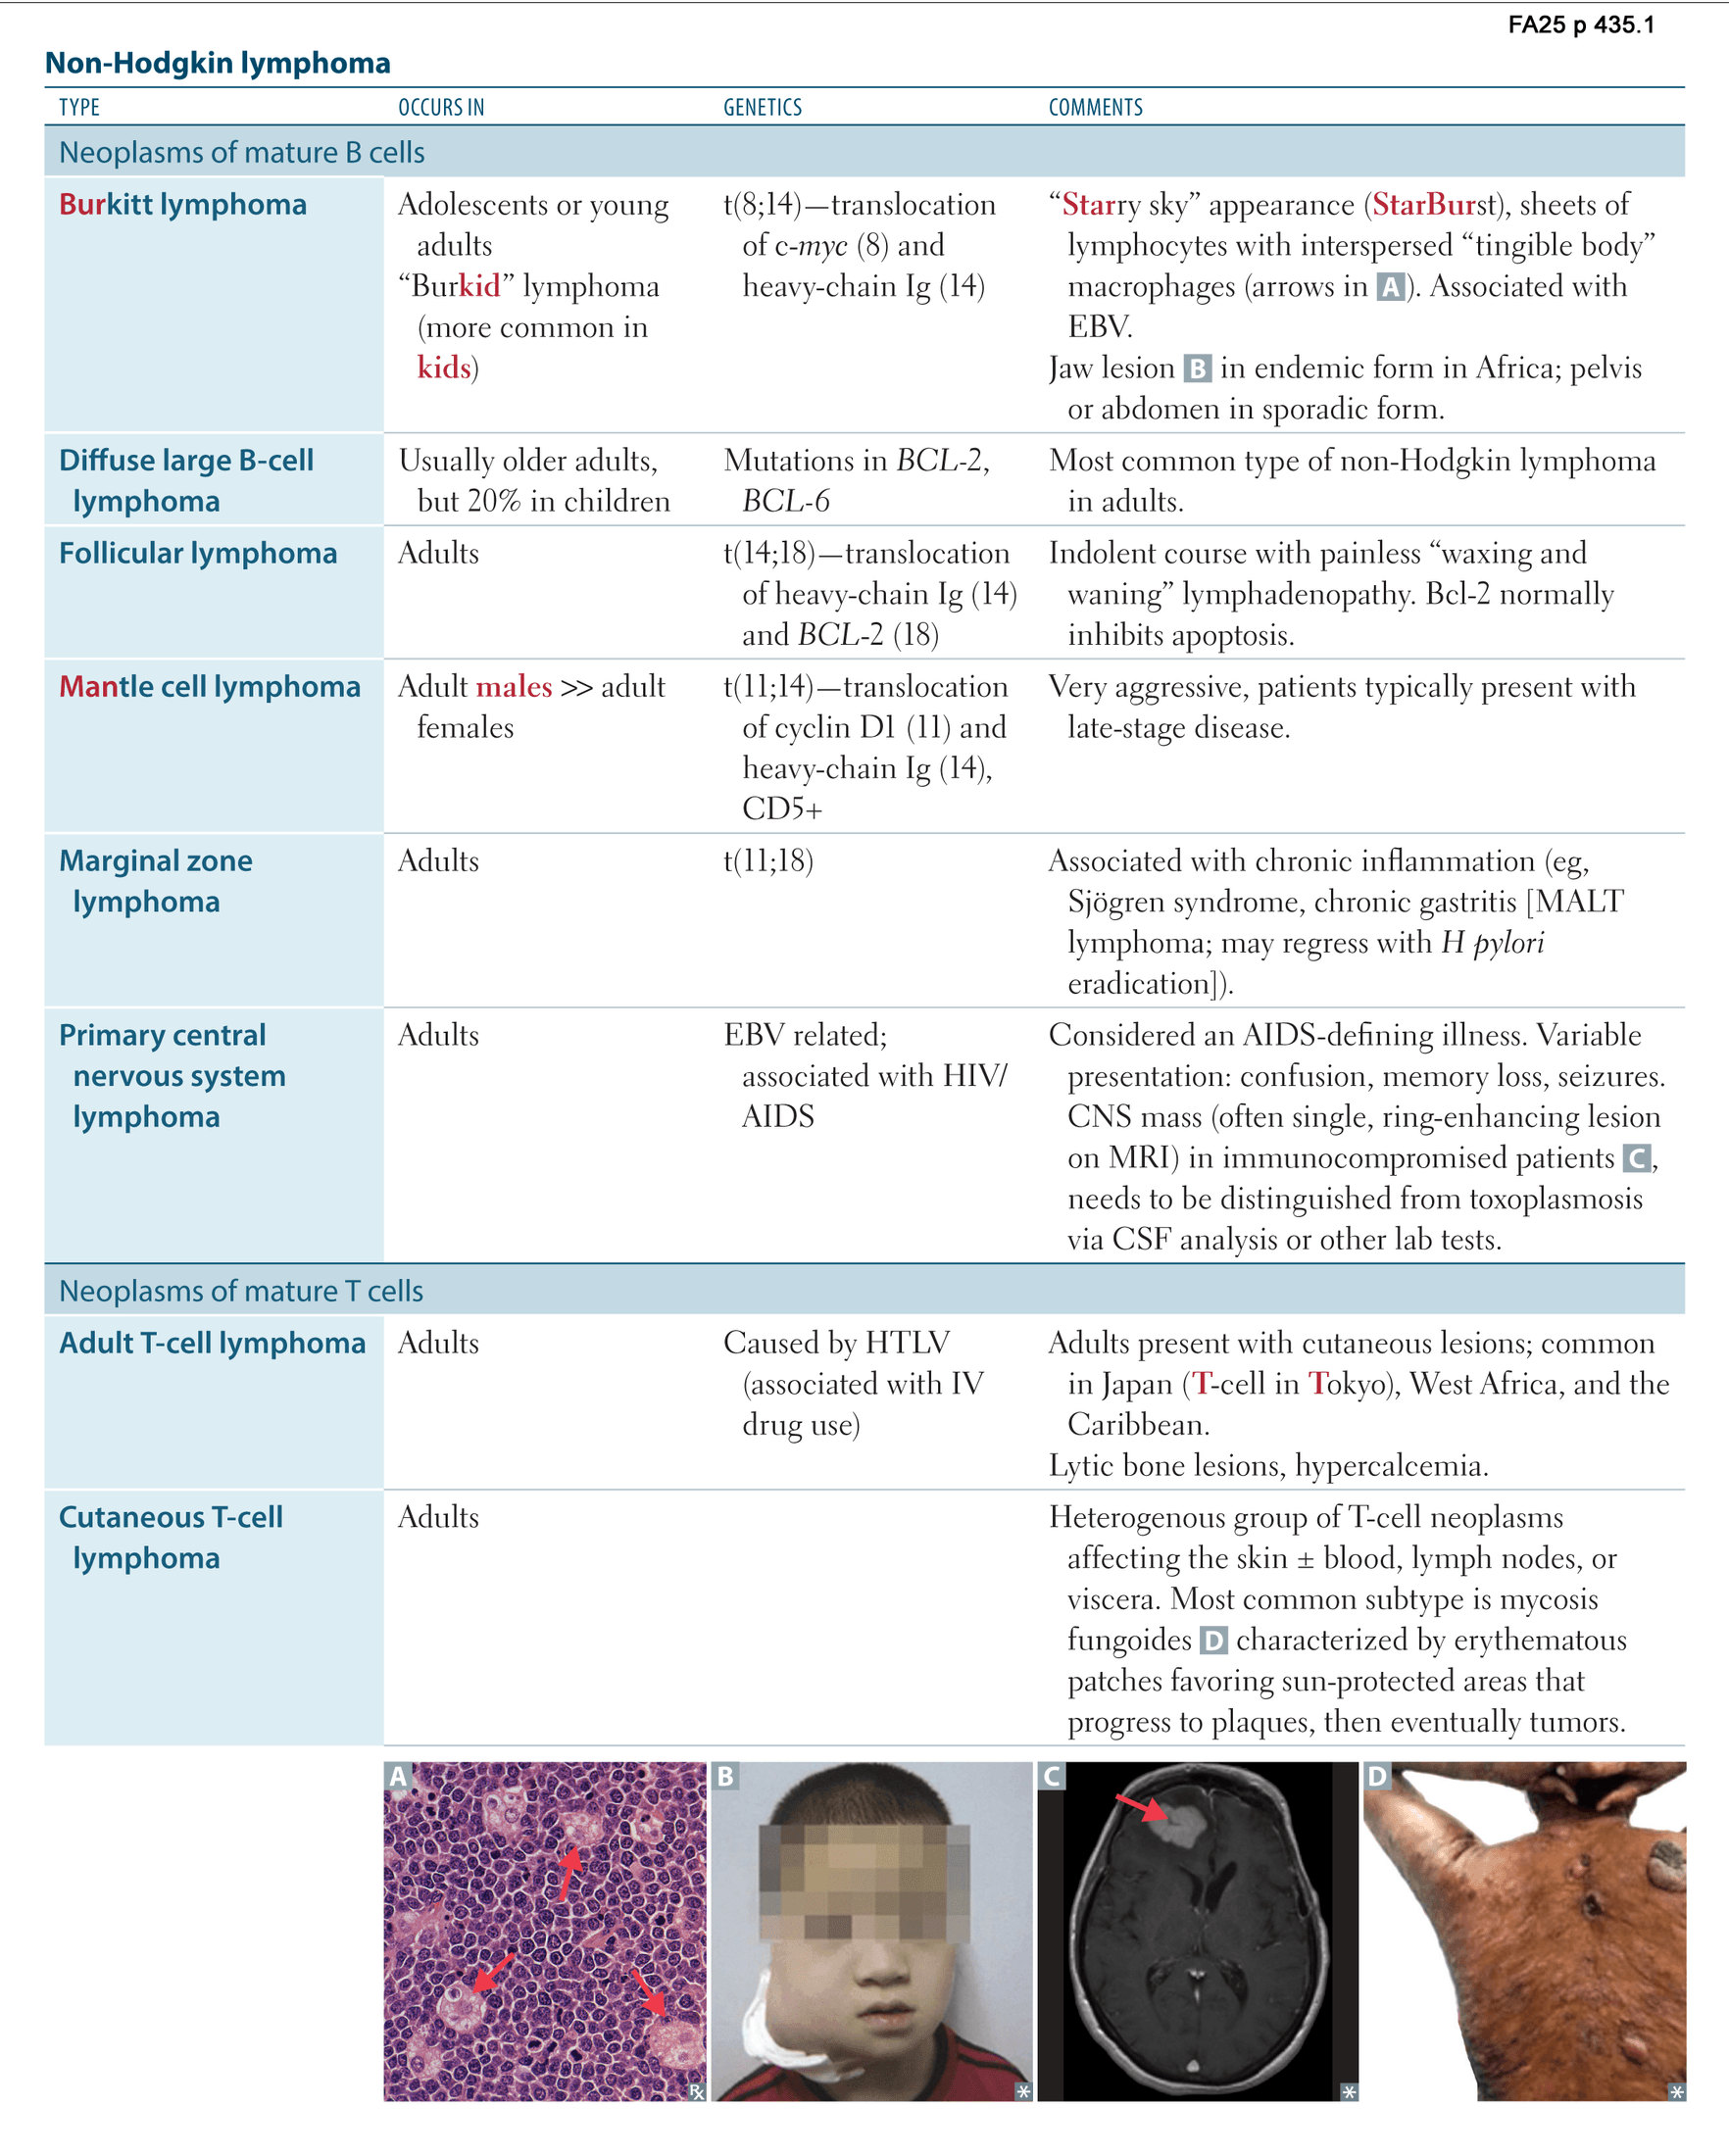 FA25 p 435.1
Non-Hodgkin lymphoma
TYPE OCCURS IN GENETICS COMMENTS
Neoplasms of mature B cells
Burkitt lymphoma
Adolescents or young
adults
“Burkid” lymphoma
(more common in
kids)
t(8;14)—translocation
of c-myc (8) and
heavy-chain Ig (14)
“Starry sky” appearance (StarBurst), sheets of
lymphocytes with interspersed “tingible body”
macrophages (arrows in A). Associated with
EBV.
Jaw lesion B in endemic form in Africa; pelvis
or abdomen in sporadic form.
Diffuse large B-cell
lymphoma
Usually older adults,
but 20% in children
Mutations in BCL-2,
BCL-6
Most common type of non-Hodgkin lymphoma
in adults.
Follicular lymphoma
Adults
t(14;18)—translocation
of heavy-chain Ig (14)
and BCL-2 (18)
Indolent course with painless “waxing and
waning” lymphadenopathy. Bcl-2 normally
inhibits apoptosis.
Mantle cell lymphoma
Adult males >> adult
females
t(11;14)—translocation
of cyclin D1 (11) and
heavy-chain Ig (14),
CD5+
Very aggressive, patients typically present with
late-stage disease.
Marginal zone
lymphoma
Adults
t(11;18)
Associated with chronic inflammation (eg,
Sjögren syndrome, chronic gastritis [MALT
lymphoma; may regress with H pylori
eradication]).
Primary central
nervous system
lymphoma
Adults
EBV related;
associated with HIV/
AIDS
Considered an AIDS-defining illness. Variable
presentation: confusion, memory loss, seizures.
CNS mass (often single, ring-enhancing lesion
on MRI) in immunocompromised patients C,
needs to be distinguished from toxoplasmosis
via CSF analysis or other lab tests.
Neoplasms of mature T cells
Adult T-cell lymphoma
Adults
Caused by HTLV
(associated with IV
drug use)
Adults present with cutaneous lesions; common
in Japan (T-cell in Tokyo), West Africa, and the
Caribbean.
Lytic bone lesions, hypercalcemia.
Cutaneous T-cell
lymphoma
Adults
Heterogenous group of T-cell neoplasms
affecting the skin ± blood, lymph nodes, or
viscera. Most common subtype is mycosis
fungoides D characterized by erythematous
patches favoring sun-protected areas that
progress to plaques, then eventually tumors.
A B C D
℞ * * *